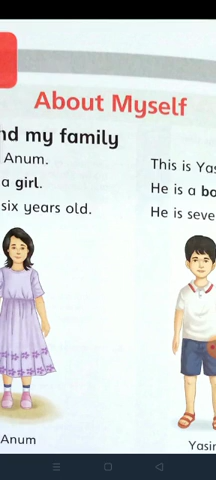 About Myself
nd my family
Anum.
a girl.
six years old.
This is Yas
He is a bo
He is seve
Anum
Yasir